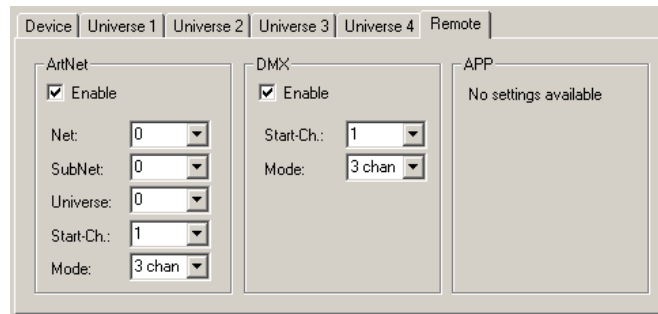 Device Universe 1 Universe 2 Universe 3 Universe 4 Remote
ArtNet
Enable
Net: 0
SubNet: 0
Universe: 0
Start-Ch.: 1
Mode: 3 chan
DMX
Enable
Start-Ch.: 1
Mode: 3 chan
APP
No settings available